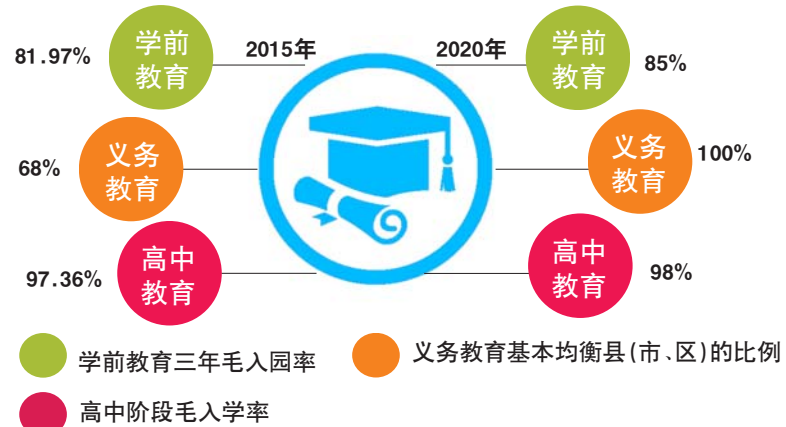 2015年
2020年
81.97%
学前
教育
学前
教育
85%
68%
义务
教育
义务
教育
100%
97.36%
高中
教育
高中
教育
98%
学前教育三年毛入园率
义务教育基本均衡县(市、区)的比例
高中阶段毛入学率